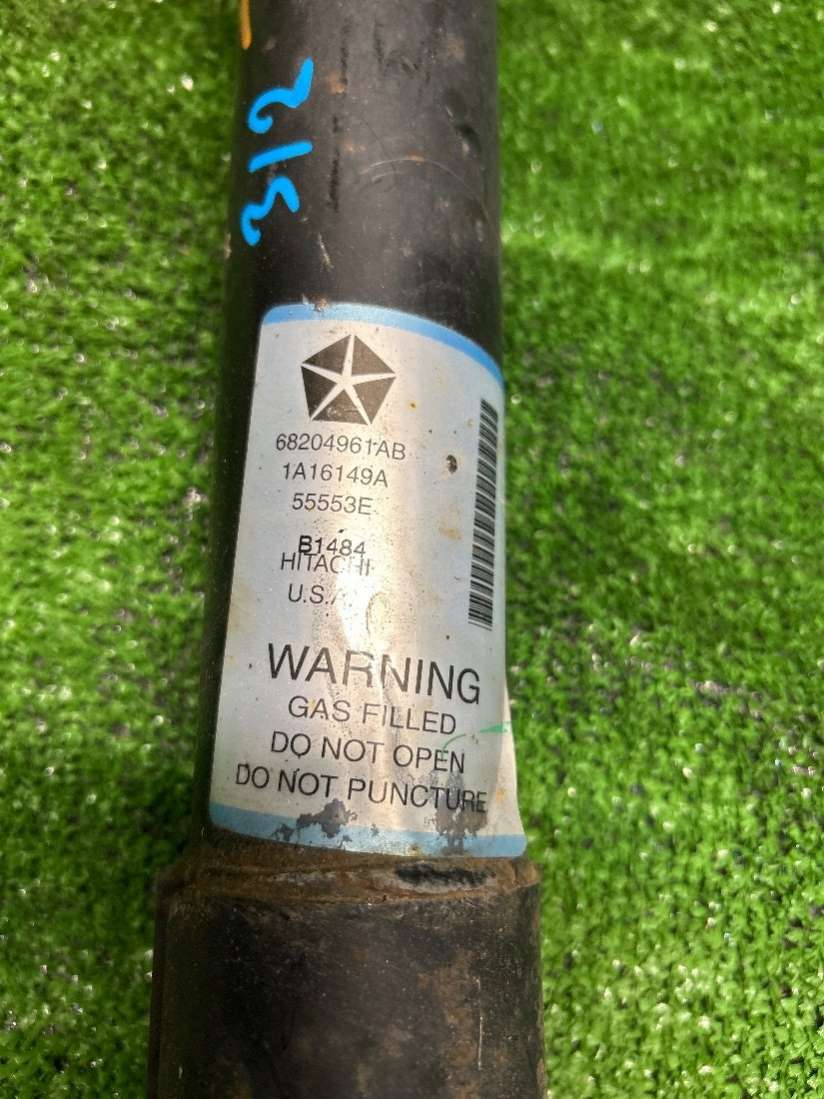 312
68204961AB
1A16149A
55553E
B1484
HITACHI
U.S.A
WARNING
GAS FILLED
DO NOT OPEN
DO NOT PUNCTURE